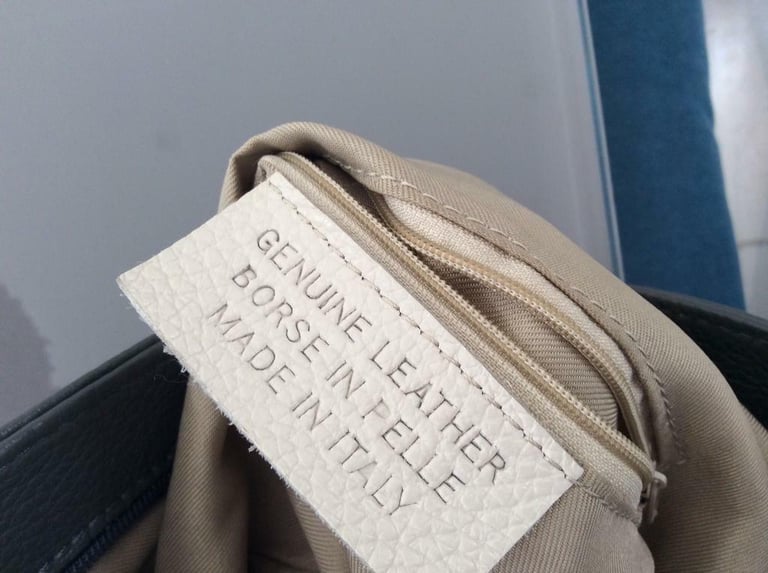 GENUINE LEATHER
BORSE IN PELLE
MADE IN ITALY